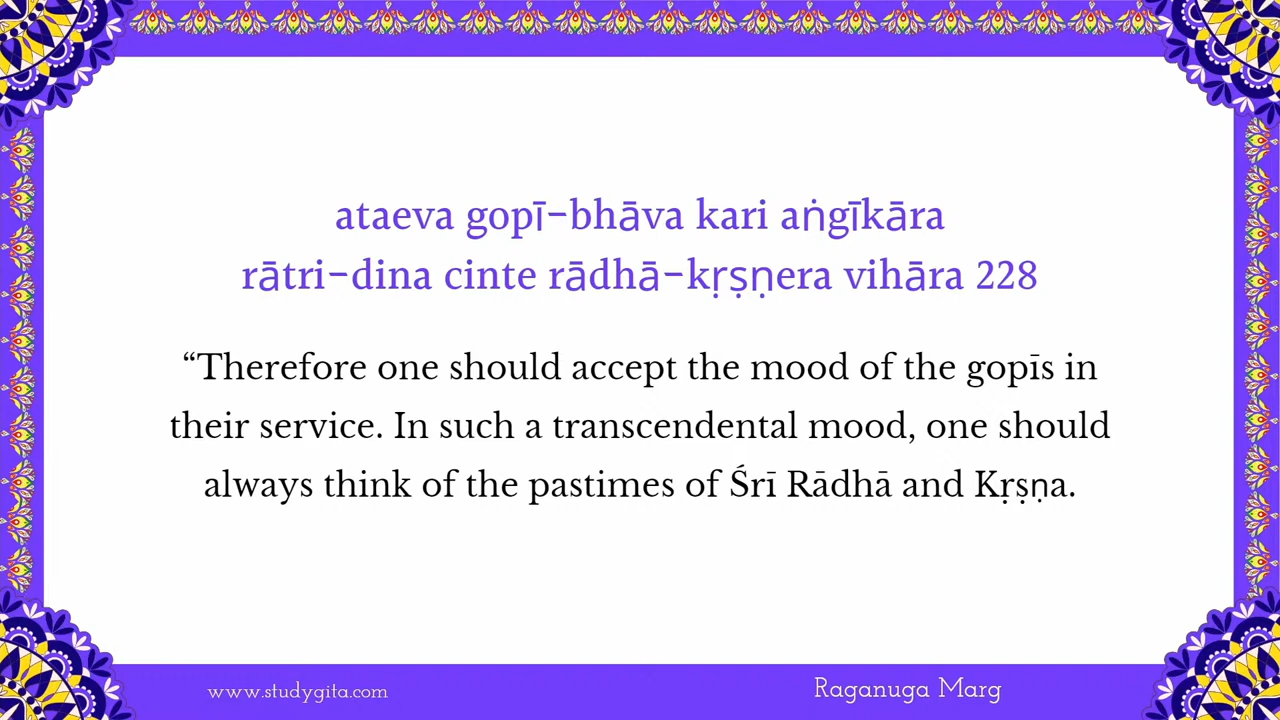 ataeva gopī-bhāva kari aṅgīkāra
rātri-dina cinte rādhā-kṛṣṇera vihāra 228
“Therefore one should accept the mood of the gopīs in
their service. In such a transcendental mood, one should
always think of the pastimes of Śrī Rādhā and Kṛṣṇa.
www.studygita.com
Raganuga Marg